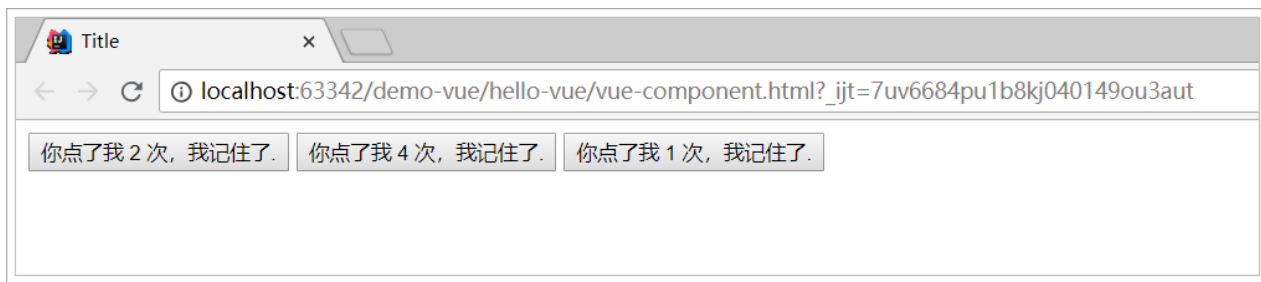 Title
localhost:63342/demo-vue/hello-vue/vue-component.html?_ijt=7uv6684pu1b8kj040149ou3aut
你点了我 2 次，我记住了. 你点了我 4 次，我记住了. 你点了我 1 次，我记住了.